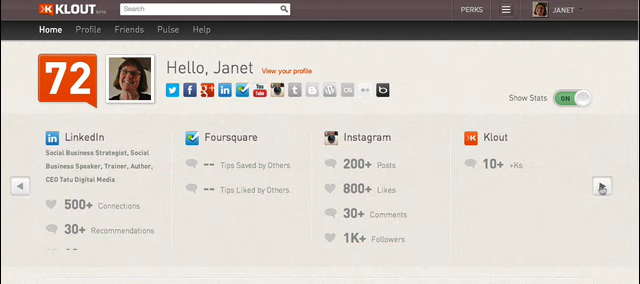 KLOUT BETA
Search
PERKS
JANET
Home Profile Friends Pulse Help
72
Hello, Janet View your profile
Show Stats ON
LinkedIn
Social Business Strategist, Social
Business Speaker, Trainer, Author,
CEO Tatu Digital Media
500+ Connections
30+ Recommendations
Foursquare
-- Tips Saved by Others
-- Tips Liked by Others
Instagram
200+ Posts
800+ Likes
30+ Comments
1K+ Followers
Klout
10+ +Ks